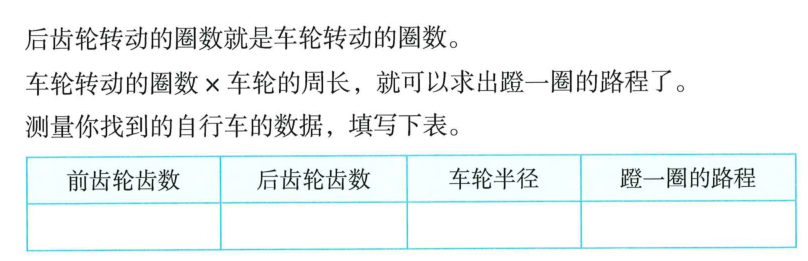 后齿轮转动的圈数就是车轮转动的圈数。
车轮转动的圈数 × 车轮的周长，就可以求出蹬一圈的路程了。
测量你找到的自行车的数据，填写下表。
前齿轮齿数 后齿轮齿数 车轮半径 蹬一圈的路程